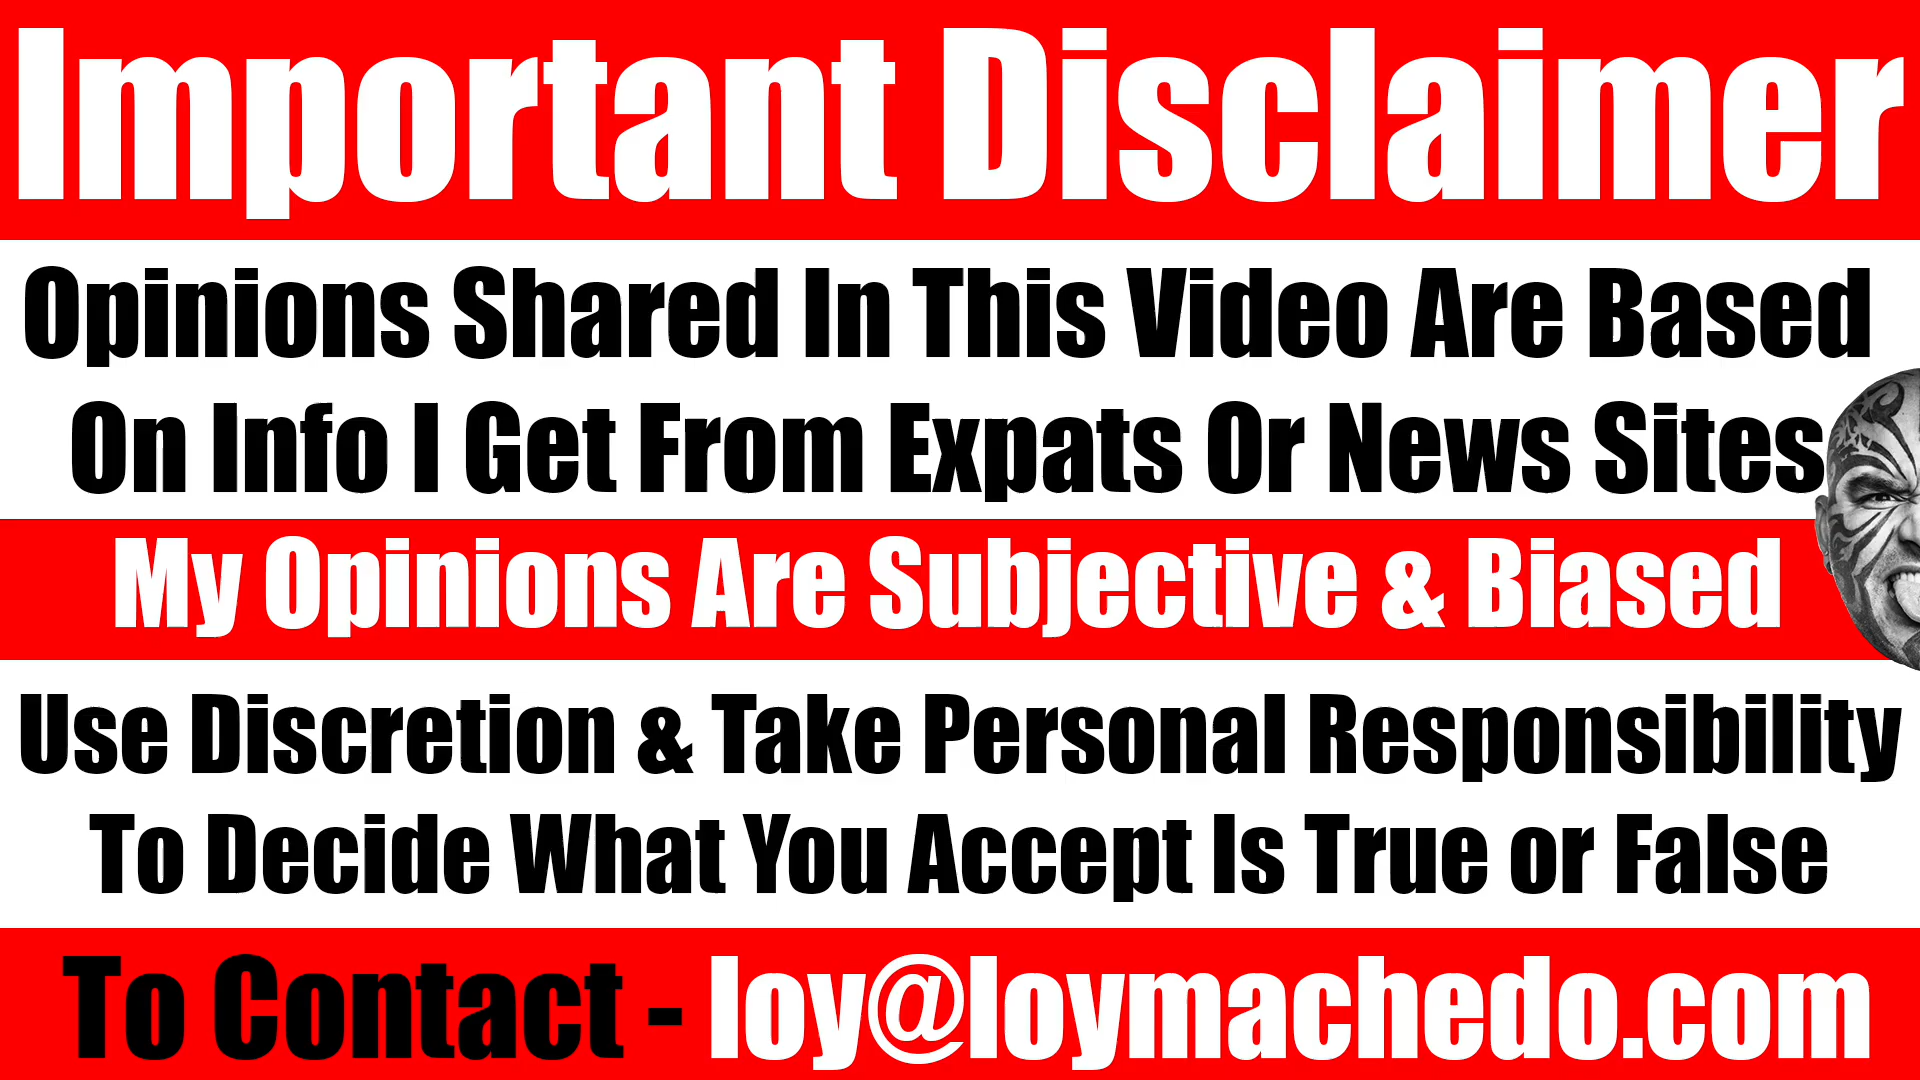 Important Disclaimer
Opinions Shared In This Video Are Based
On Info I Get From Expats Or News Sites
My Opinions Are Subjective & Biased
Use Discretion & Take Personal Responsibility
To Decide What You Accept Is True or False
To Contact - loy@loymachedo.com